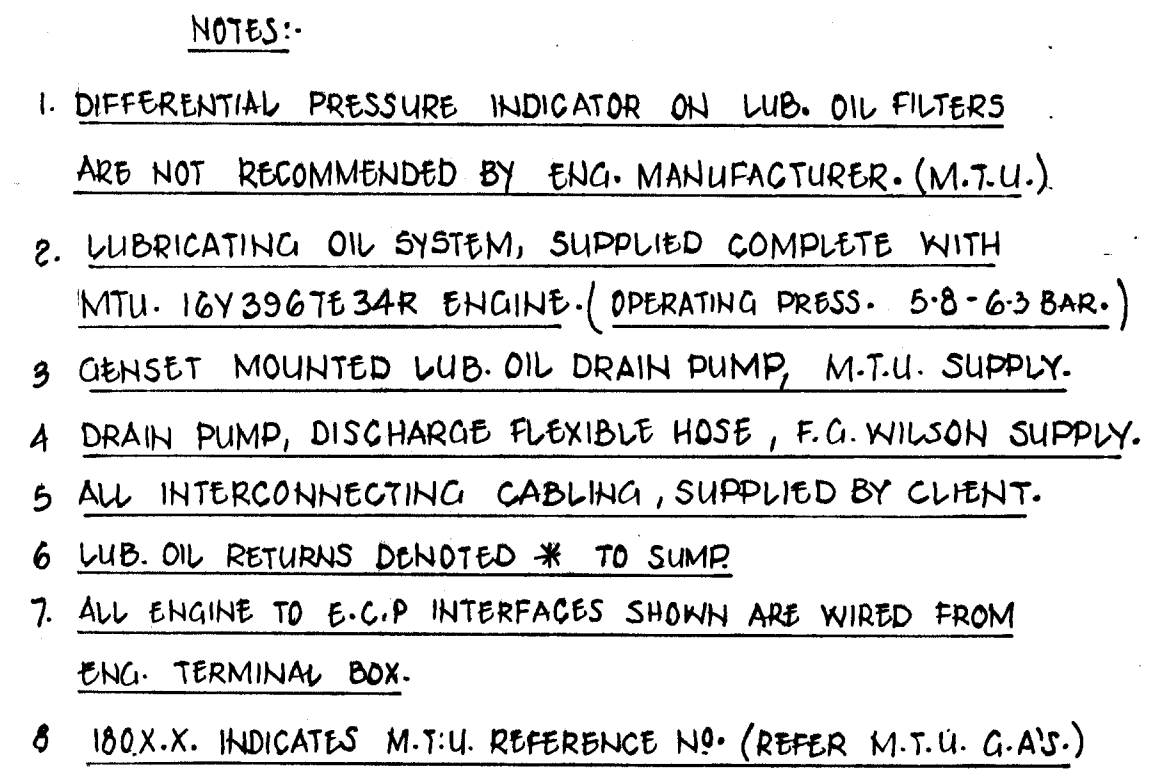 NOTES:-
1. DIFFERENTIAL PRESSURE INDICATOR ON LUB. OIL FILTERS
ARE NOT RECOMMENDED BY ENG. MANUFACTURER. (M.T.U.)
2. LUBRICATING OIL SYSTEM, SUPPLIED COMPLETE WITH
MTU. 16Y396TE34R ENGINE. (OPERATING PRESS. 5.8 - 6.3 BAR.)
3 GENSET MOUNTED LUB. OIL DRAIN PUMP, M.T.U. SUPPLY.
4 DRAIN PUMP, DISCHARGE FLEXIBLE HOSE, F.G. WILSON SUPPLY.
5 ALL INTERCONNECTING CABLING, SUPPLIED BY CLIENT.
6 LUB. OIL RETURNS DENOTED * TO SUMP.
7. ALL ENGINE TO E.C.P INTERFACES SHOWN ARE WIRED FROM
ENG. TERMINAL BOX.
8 180.X.X. INDICATES M.T.U. REFERENCE Nº. (REFER M.T.U. G.A'S.)